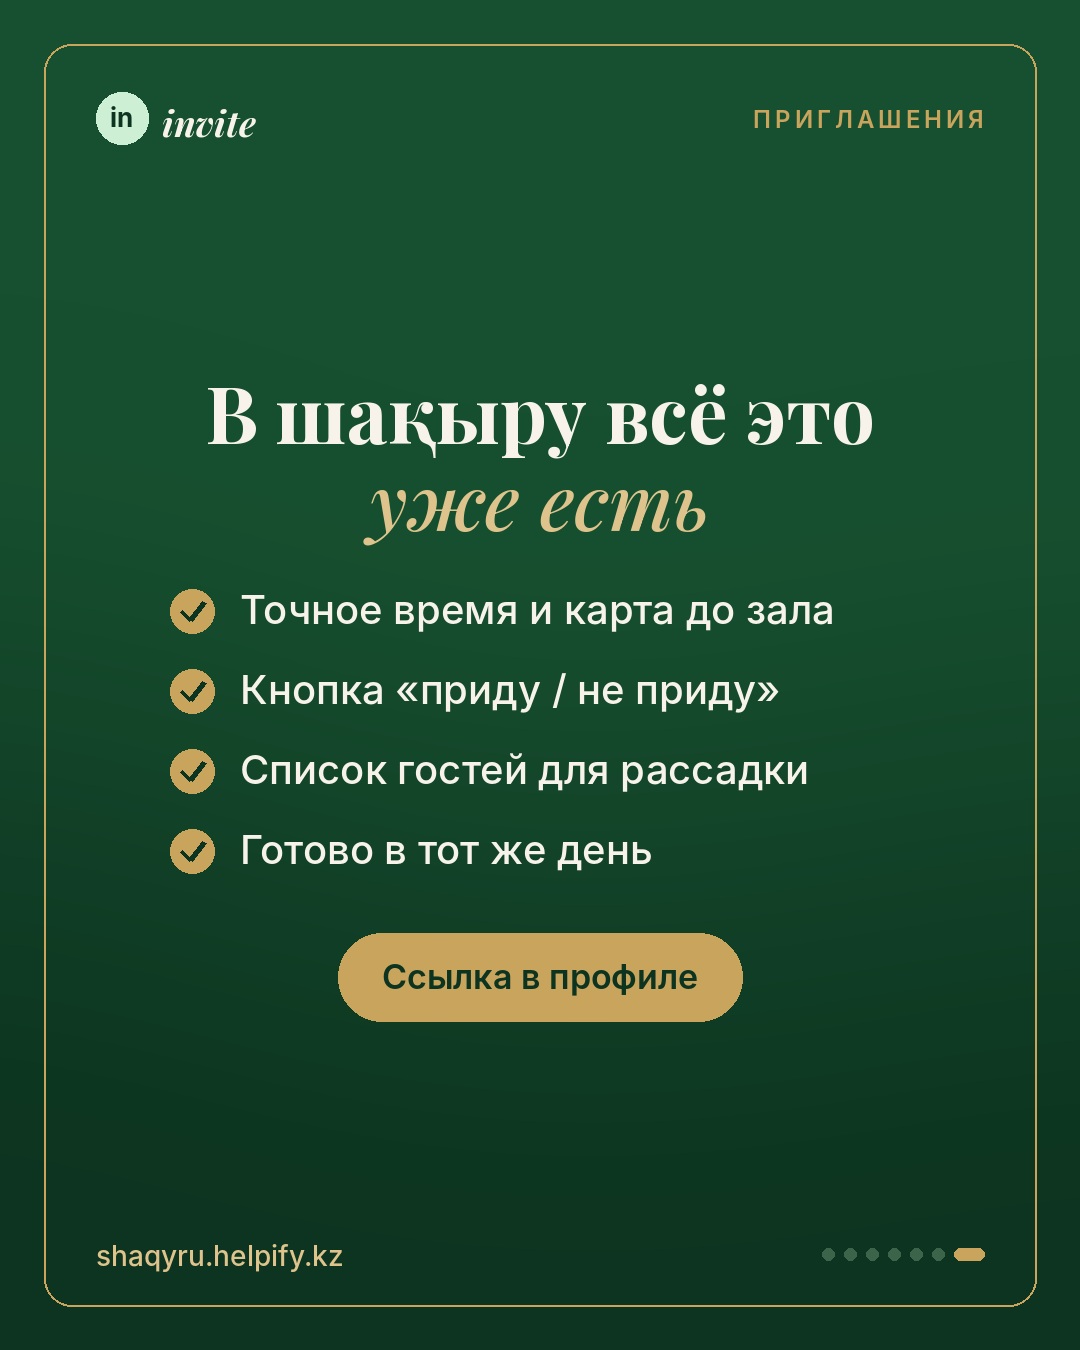 in invite
ПРИГЛАШЕНИЯ
В шақыру всё это
уже есть
Точное время и карта до зала
Кнопка «приду / не приду»
Список гостей для рассадки
Готово в тот же день
Ссылка в профиле
shaqyru.helpify.kz